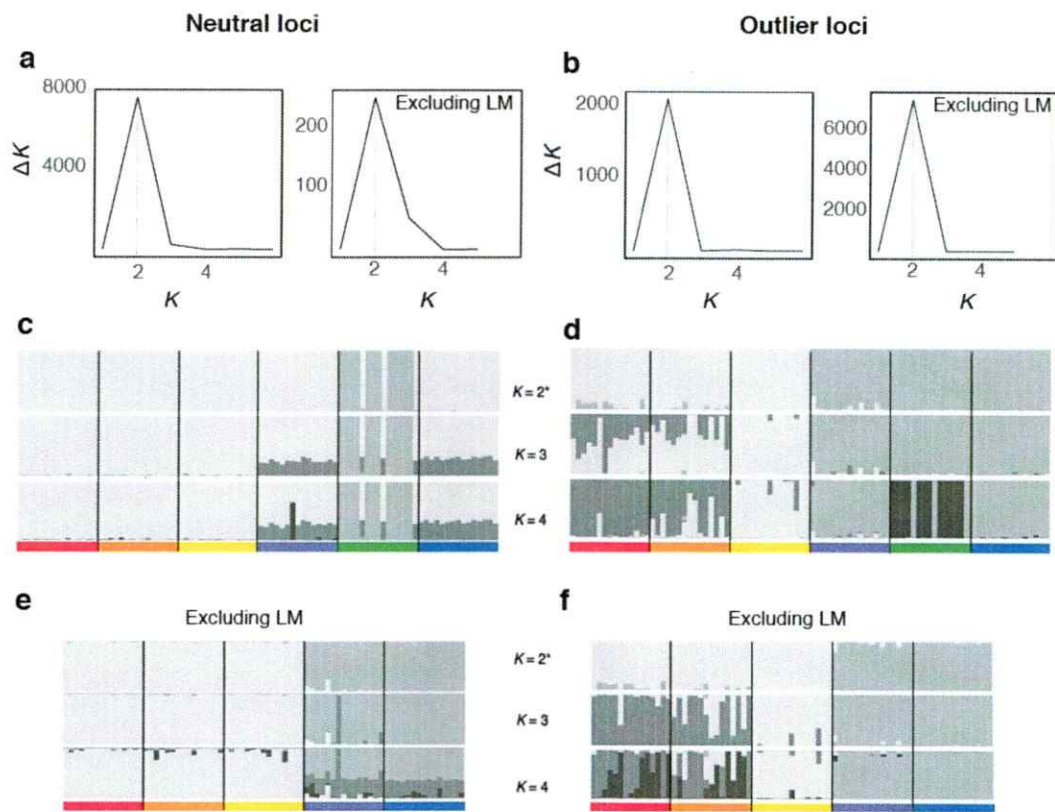 Neutral loci
Outlier loci
a
b
8000
4000
ΔK
2
4
K
200
100
Excluding LM
2
4
K
2000
1000
ΔK
2
4
K
6000
4000
2000
Excluding LM
2
4
K
c
d
K = 2*
K = 3
K = 4
e
f
Excluding LM
Excluding LM
K = 2*
K = 3
K = 4